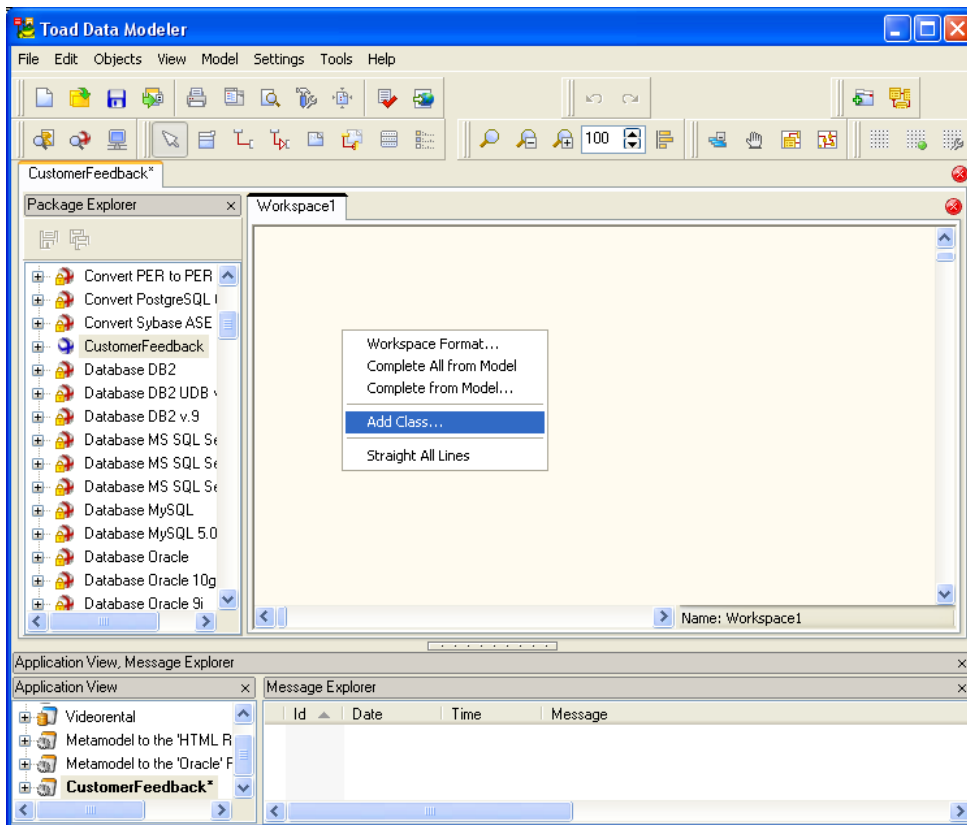 Toad Data Modeler
File Edit Objects View Model Settings Tools Help
100
CustomerFeedback*
Package Explorer
Workspace1
Convert PER to PER
Convert PostgreSQL
Convert Sybase ASE
CustomerFeedback
Database DB2
Database DB2 UDB
Database DB2 v.9
Database MS SQL Se
Database MS SQL Se
Database MS SQL Se
Database MySQL
Database MySQL 5.0
Database Oracle
Database Oracle 10g
Database Oracle 9i
Workspace Format...
Complete All from Model
Complete from Model...
Add Class...
Straight All Lines
Name: Workspace1
Application View, Message Explorer
Application View
Message Explorer
Videorental
Metamodel to the 'HTML R
Metamodel to the 'Oracle' F
CustomerFeedback*
Id Date Time Message